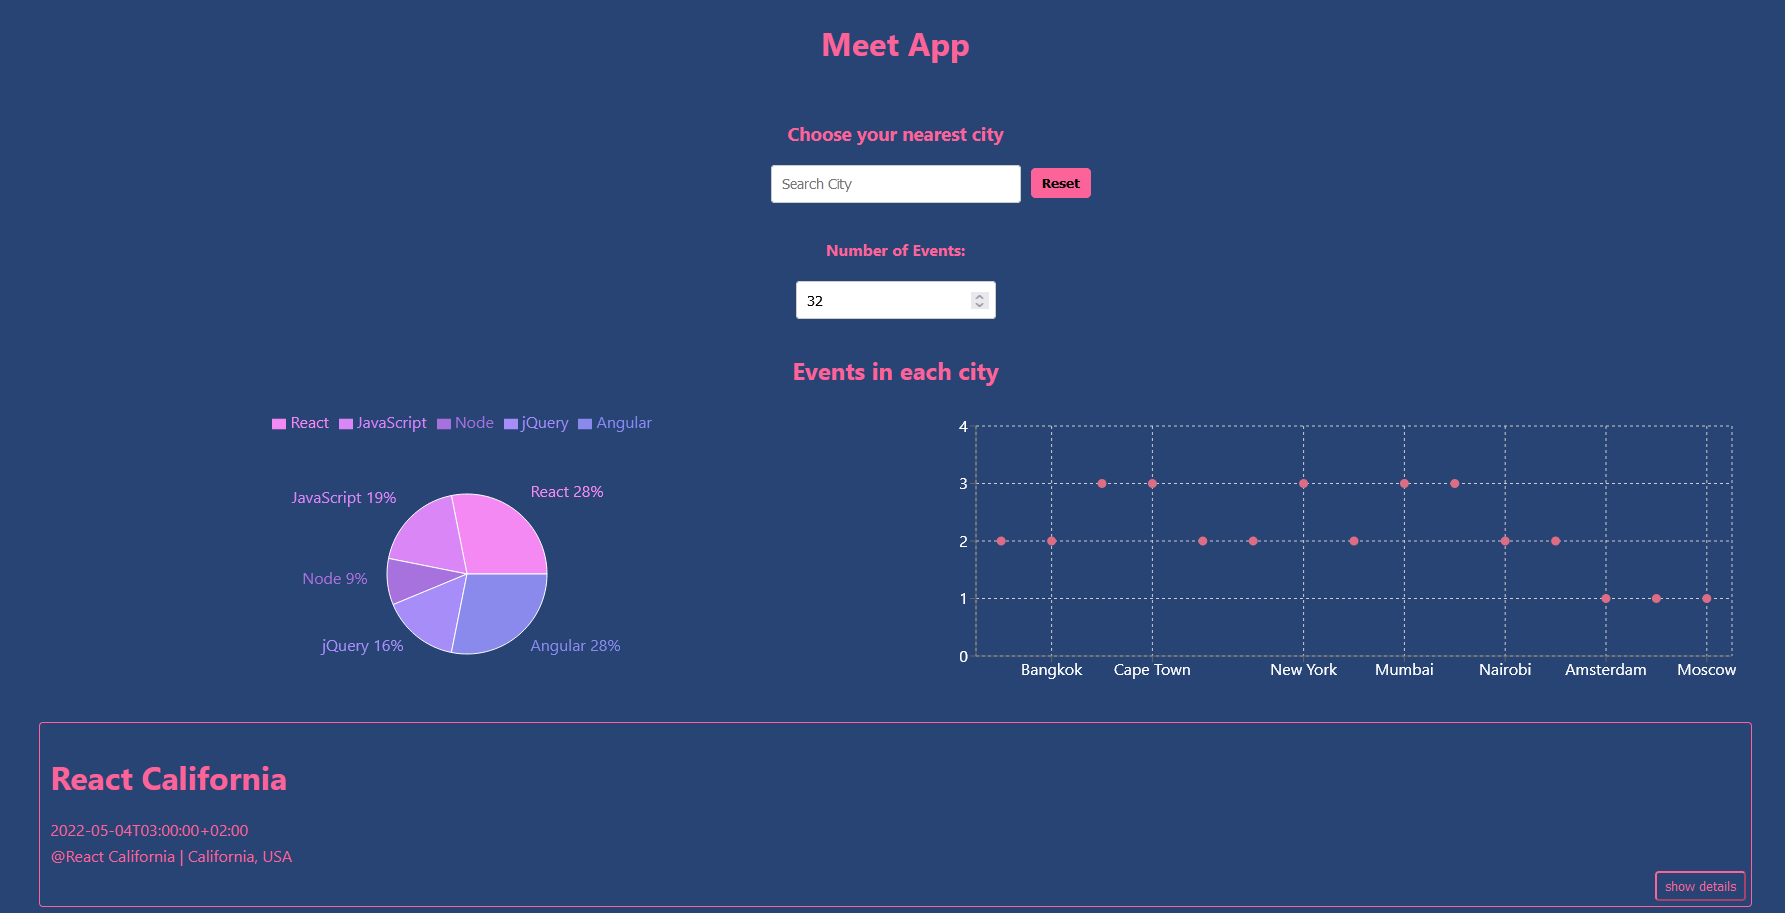 Meet App
Choose your nearest city
Search City
Reset
Number of Events:
32
Events in each city
React JavaScript Node jQuery Angular
JavaScript 19%
React 28%
Node 9%
jQuery 16%
Angular 28%
4
3
2
1
0
Bangkok Cape Town New York Mumbai Nairobi Amsterdam Moscow
React California
2022-05-04T03:00:00+02:00
@React California | California, USA
show details